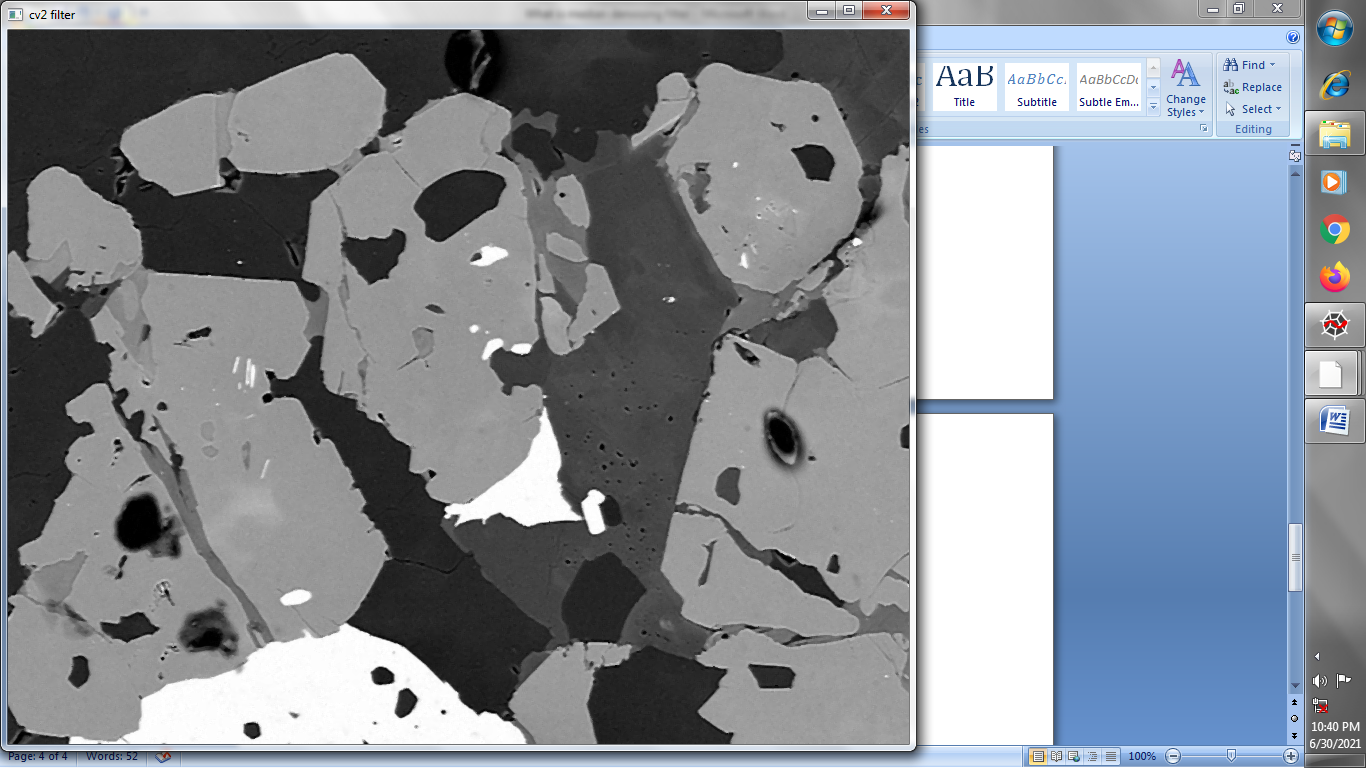 cv2 filter
AaB
AaBbCc.
AaBbCcDc
Title
Subtitle
Subtle Em...
Change
Styles
Find
Replace
Select
Editing
Page: 4 of 4
Words: 52
100%
10:40 PM
6/30/2021